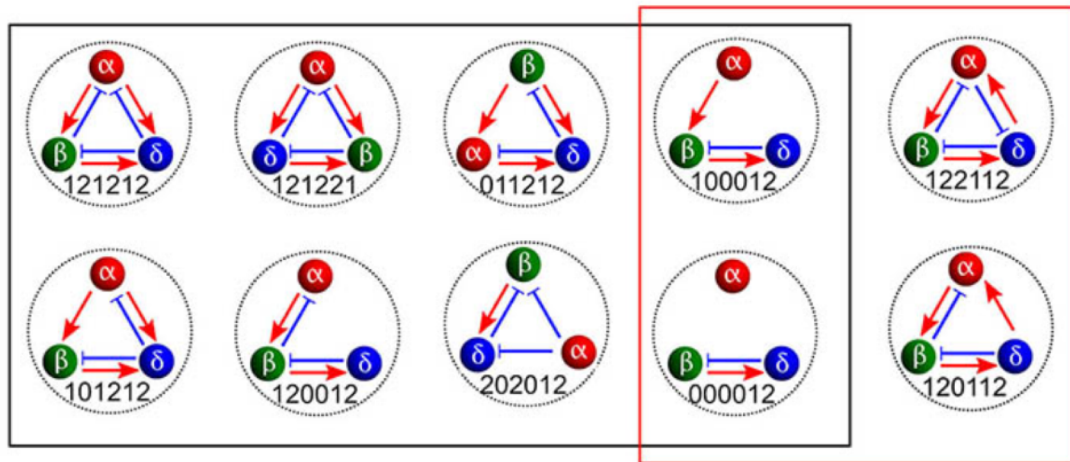 α α β α α
β δ δ β α δ β δ β δ
121212 121221 011212 100012 122112
α α β α α
β δ β δ δ α β δ β δ
101212 120012 202012 000012 120112